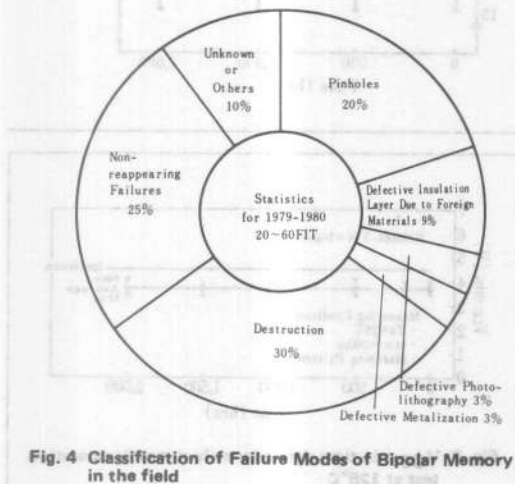 Unknown
or
Others
10%
Pinholes
20%
Non-
reappearing
Failures
25%
Defective Insulation
Layer Due to Foreign
Materials 9%
Statistics
for 1979-1980
20~60FIT
Destruction
30%
Defective Photo-
lithography 3%
Defective Metalization 3%
Fig. 4 Classification of Failure Modes of Bipolar Memory
in the field